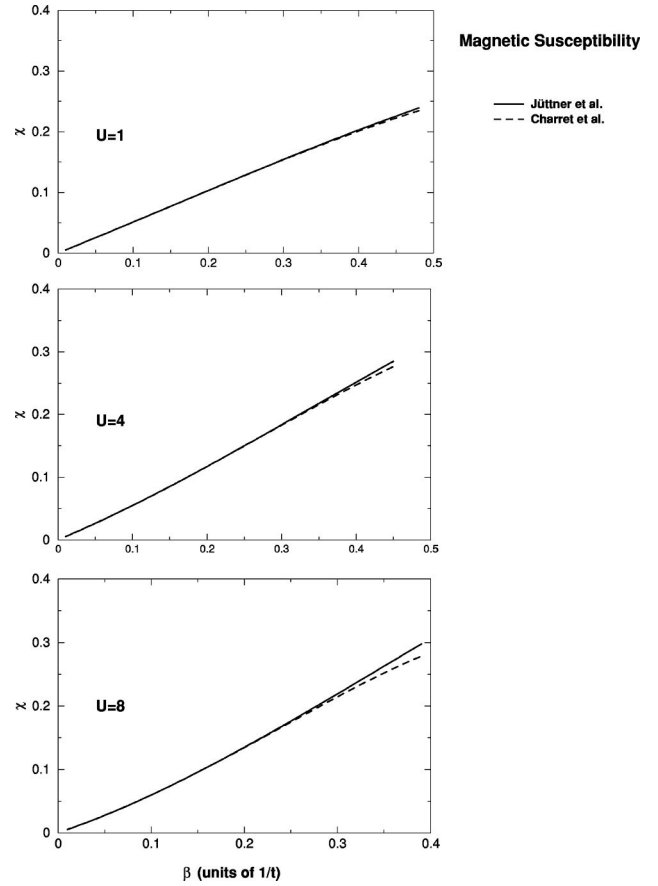 Magnetic Susceptibility
Jüttner et al.
Charret et al.
0.4
0.3
0.2
0.1
0
χ
U=1
0 0.1 0.2 0.3 0.4 0.5
0.4
0.3
0.2
0.1
0
χ
U=4
0 0.1 0.2 0.3 0.4 0.5
0.4
0.3
0.2
0.1
0
χ
U=8
0 0.1 0.2 0.3 0.4
β (units of 1/t)